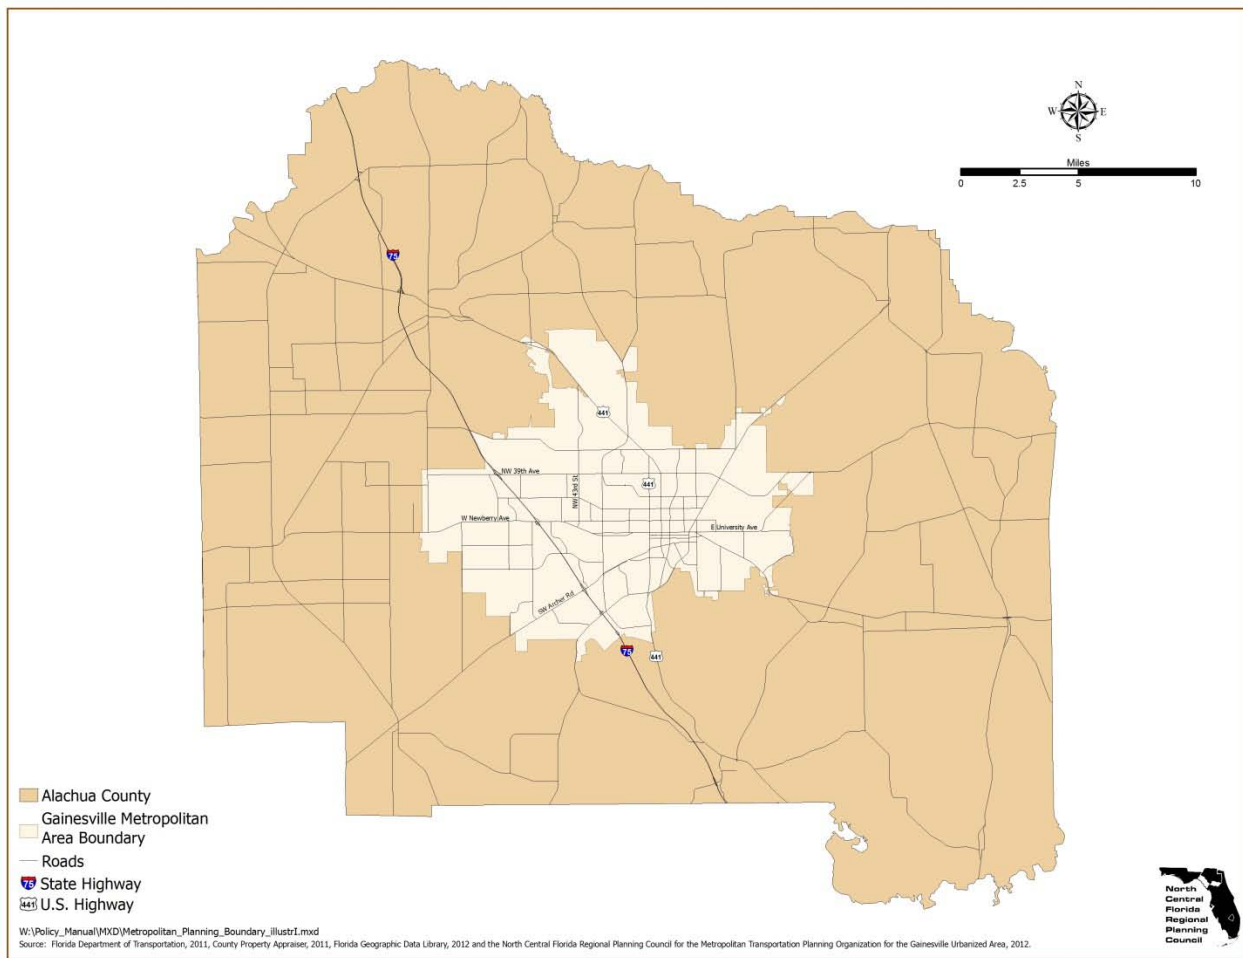 N
W E
S
Miles
0 2.5 5 10
75
441
NW 39th Ave
NW 43rd St
441
W Newberry Ave
E University Ave
SW Archer Rd
75
441
Alachua County
Gainesville Metropolitan
Area Boundary
Roads
75 State Highway
441 U.S. Highway
North
Central
Florida
Regional
Planning
Council
W:\Policy_Manual\MXD\Metropolitan_Planning_Boundary_illustrI.mxd
Source: Florida Department of Transportation, 2011, County Property Appraiser, 2011, Florida Geographic Data Library, 2012 and the North Central Florida Regional Planning Council for the Metropolitan Transportation Planning Organization for the Gainesville Urbanized Area, 2012.